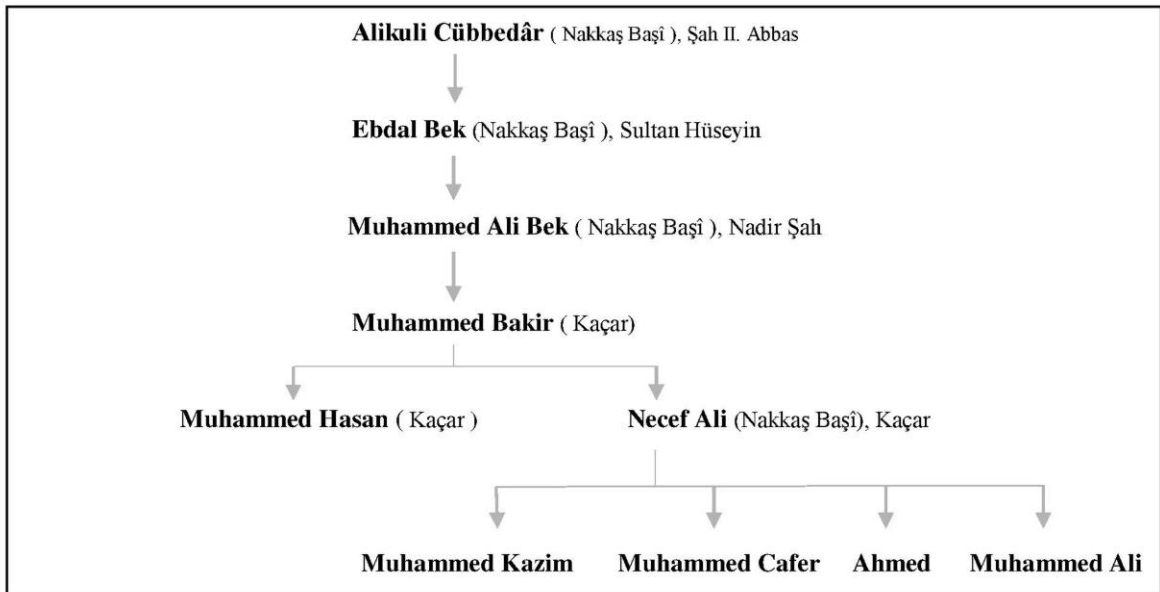 Alikuli Cübbedâr ( Nakkaş Başî ), Şah II. Abbas
Ebdal Bek (Nakkaş Başî ), Sultan Hüseyin
Muhammed Ali Bek ( Nakkaş Başî ), Nadir Şah
Muhammed Bakir ( Kaçar)
Muhammed Hasan ( Kaçar ) Necef Ali (Nakkaş Başî), Kaçar
Muhammed Kazim Muhammed Cafer Ahmed Muhammed Ali